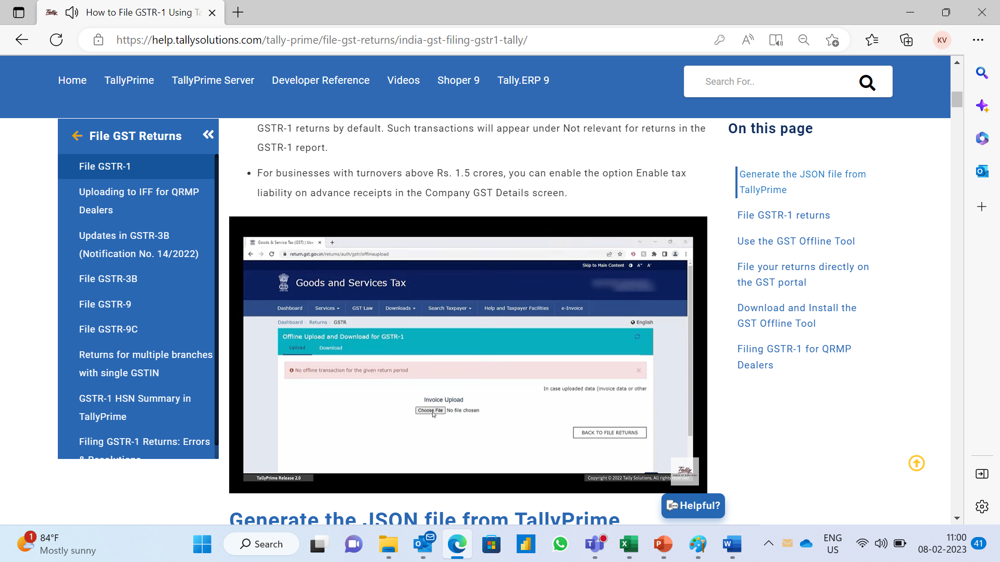 How to File GSTR-1 Using Ta
https://help.tallysolutions.com/tally-prime/file-gst-returns/india-gst-filing-gstr1-tally/
KV
Home TallyPrime TallyPrime Server Developer Reference Videos Shoper 9 Tally.ERP 9
Search For..
File GST Returns
File GSTR-1
Uploading to IFF for QRMP
Dealers
Updates in GSTR-3B
(Notification No. 14/2022)
File GSTR-3B
File GSTR-9
File GSTR-9C
Returns for multiple branches
with single GSTIN
GSTR-1 HSN Summary in
TallyPrime
Filing GSTR-1 Returns: Errors
& Resolutions
GSTR-1 returns by default. Such transactions will appear under Not relevant for returns in the
GSTR-1 report.
• For businesses with turnovers above Rs. 1.5 crores, you can enable the option Enable tax
liability on advance receipts in the Company GST Details screen.
Goods & Service Tax (GST) | Use
return.gst.gov.in/returns/auth/gstr/offlineupload
Skip to Main Content A+ A-
Goods and Services Tax
Dashboard Services GST Law Downloads Search Taxpayer Help and Taxpayer Facilities e-Invoice
Dashboard Returns GSTR
English
Offline Upload and Download for GSTR-1
Upload Download
No offline transaction for the given return period
In case uploaded data (invoice data or other
Invoice Upload
Choose File No file chosen
BACK TO FILE RETURNS
TallyPrime Release 2.0
Copyright © 2022 Tally Solutions, All rights reserved
Tally
POWER OF SIMPLICITY
Generate the JSON file from TallyPrime
Helpful?
On this page
Generate the JSON file from
TallyPrime
File GSTR-1 returns
Use the GST Offline Tool
File your returns directly on
the GST portal
Download and Install the
GST Offline Tool
Filing GSTR-1 for QRMP
Dealers
1
84°F
Mostly sunny
Search
ENG
US
11:00
08-02-2023
41